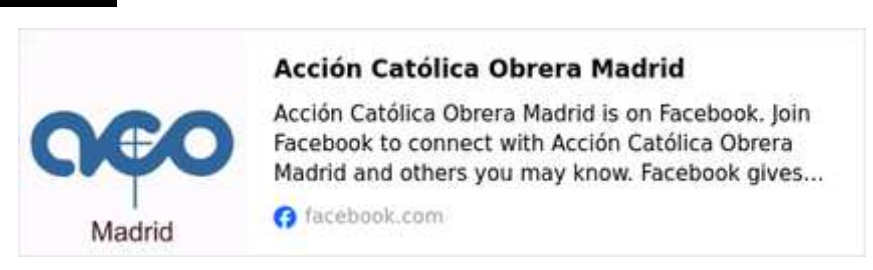 aco
Madrid
Acción Católica Obrera Madrid
Acción Católica Obrera Madrid is on Facebook. Join
Facebook to connect with Acción Católica Obrera
Madrid and others you may know. Facebook gives...
facebook.com